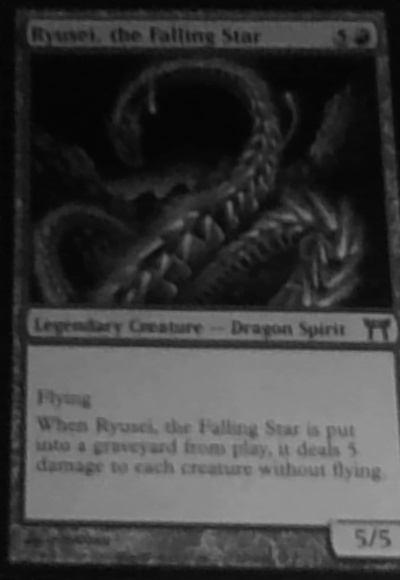 Ryusei, the Falling Star 5
Legendary Creature — Dragon Spirit
Flying
When Ryusei, the Falling Star is put
into a graveyard from play, it deals 5
damage to each creature without flying.
5/5